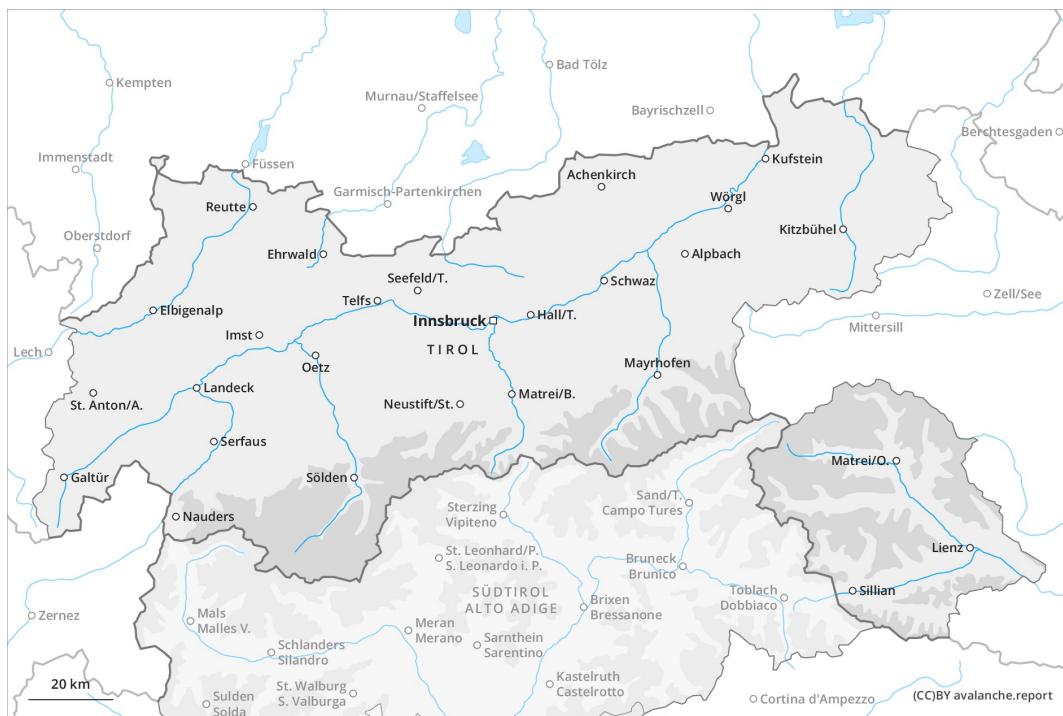 Kempten
Bad Tölz
Murnau/Staffelsee
Bayrischzell
Berchtesgaden
Immenstadt
Füssen
Kufstein
Achenkirch
Garmisch-Partenkirchen
Reutte
Wörgl
Oberstdorf
Kitzbühel
Ehrwald
Alpbach
Seefeld/T.
Schwaz
Telfs
Zell/See
Elbigenalp
Innsbruck
Hall/T.
Mittersill
Imst
TIROL
Lech
Oetz
Mayrhofen
Landeck
St. Anton/A.
Neustift/St.
Matrei/B.
Serfaus
Matrei/O.
Galtür
Sölden
Sand/T.
Campo Tures
Nauders
Sterzing
Vipiteno
Lienz
St. Leonhard/P.
S. Leonardo i. P.
Bruneck
Brunico
SÜDTIROL
ALTO ADIGE
Toblach
Dobbiaco
Sillian
Brixen
Bressanone
Zernez
Mals
Malles V.
Meran
Merano
Sarnthein
Sarentino
Schlanders
Silandro
20 km
St. Walburg
S. Valburga
Kastelruth
Castelrotto
Sulden
Solda
Cortina d'Ampezzo
(CC)BY avalanche.report